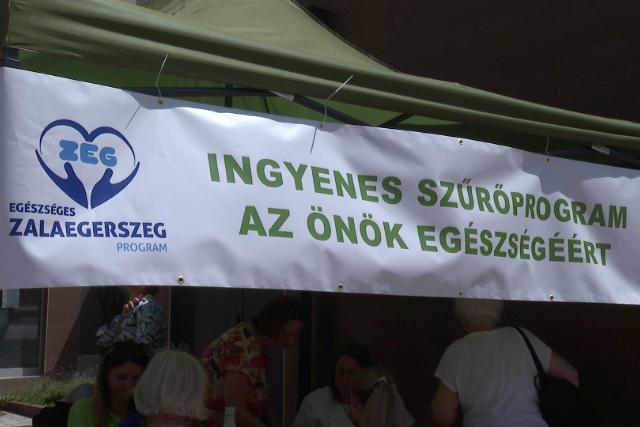 ZEG
EGÉSZSÉGES
ZALAEGERSZEG
PROGRAM
INGYENES SZŰRŐPROGRAM
AZ ÖNÖK EGÉSZSÉGÉÉRT